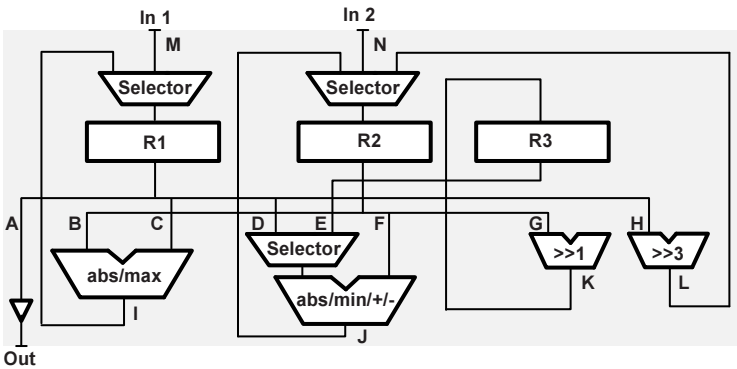 In 1
In 2
M
N
Selector
Selector
R1
R2
R3
A
B
C
D
E
F
G
H
Selector
abs/max
>>1
>>3
abs/min/+/-
I
J
K
L
Out